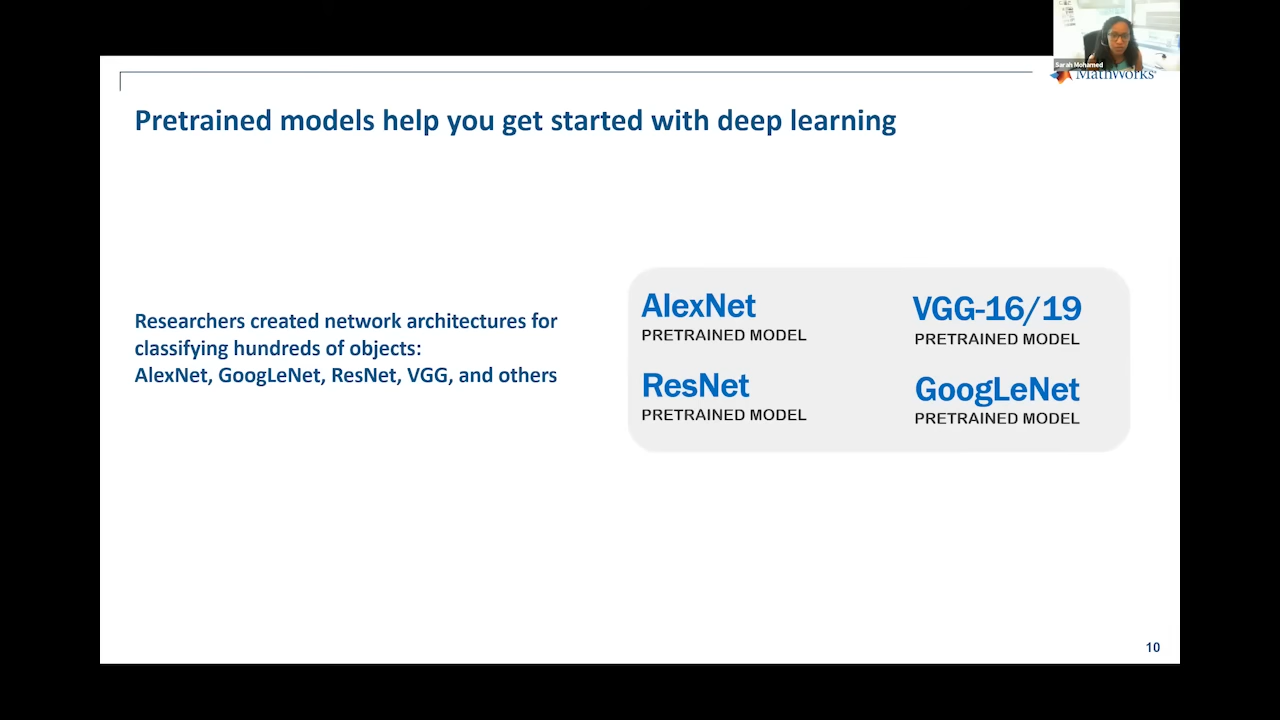 Sarah Mohamed
MathWorks®
Pretrained models help you get started with deep learning
Researchers created network architectures for
classifying hundreds of objects:
AlexNet, GoogLeNet, ResNet, VGG, and others
AlexNet
PRETRAINED MODEL
VGG-16/19
PRETRAINED MODEL
ResNet
PRETRAINED MODEL
GoogLeNet
PRETRAINED MODEL
10